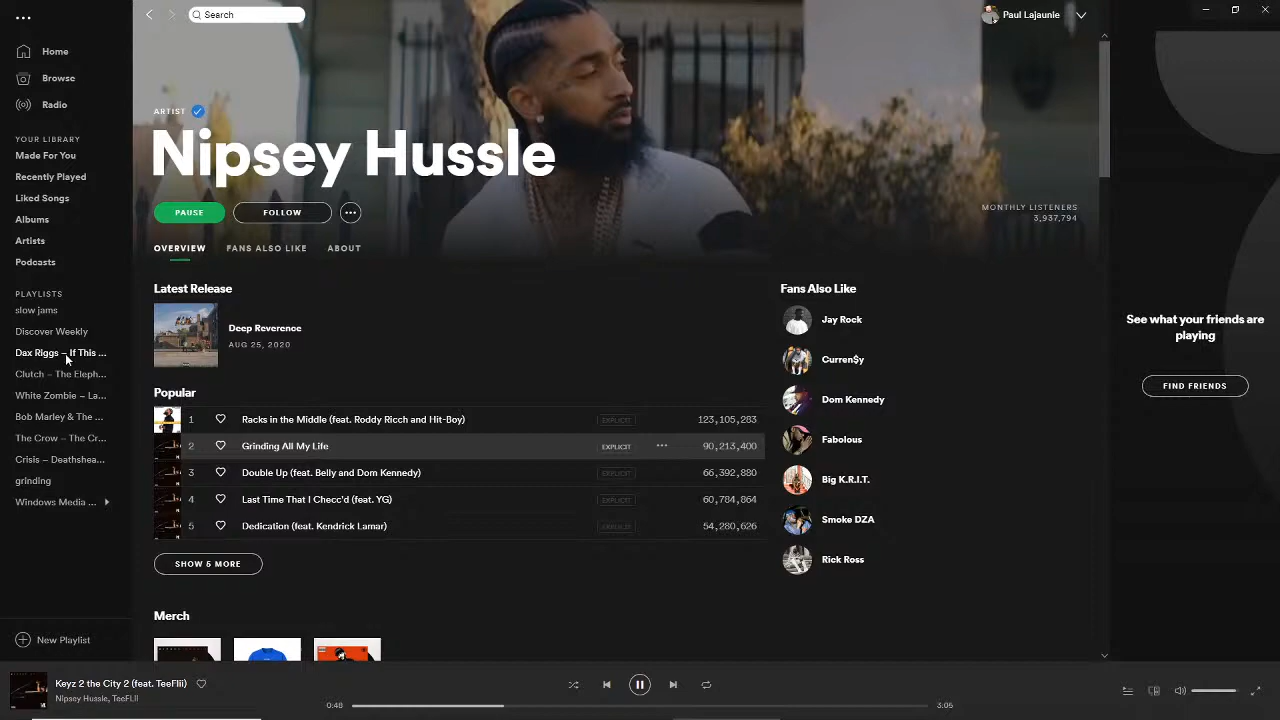 Search
Paul Lajaunie
Home
Browse
Radio
YOUR LIBRARY
Made For You
Recently Played
Liked Songs
Albums
Artists
Podcasts
PLAYLISTS
slow jams
Discover Weekly
Dax Riggs – If This ...
Clutch – The Eleph...
White Zombie – La...
Bob Marley & The ...
The Crow – The Cr...
Crisis – Deathshea...
grinding
Windows Media ...
New Playlist
ARTIST
Nipsey Hussle
PAUSE
FOLLOW
MONTHLY LISTENERS
3,937,794
OVERVIEW
FANS ALSO LIKE
ABOUT
Latest Release
Deep Reverence
AUG 25, 2020
Popular
1 Racks in the Middle (feat. Roddy Ricch and Hit-Boy) EXPLICIT 123,105,283
2 Grinding All My Life EXPLICIT 90,213,400
3 Double Up (feat. Belly and Dom Kennedy) EXPLICIT 66,392,880
4 Last Time That I Checc'd (feat. YG) EXPLICIT 60,784,864
5 Dedication (feat. Kendrick Lamar) EXPLICIT 54,280,626
SHOW 5 MORE
Merch
Fans Also Like
Jay Rock
Curren$y
Dom Kennedy
Fabolous
Big K.R.I.T.
Smoke DZA
Rick Ross
See what your friends are
playing
FIND FRIENDS
Keyz 2 the City 2 (feat. TeeFlii)
Nipsey Hussle, TeeFLii
0:48
3:05